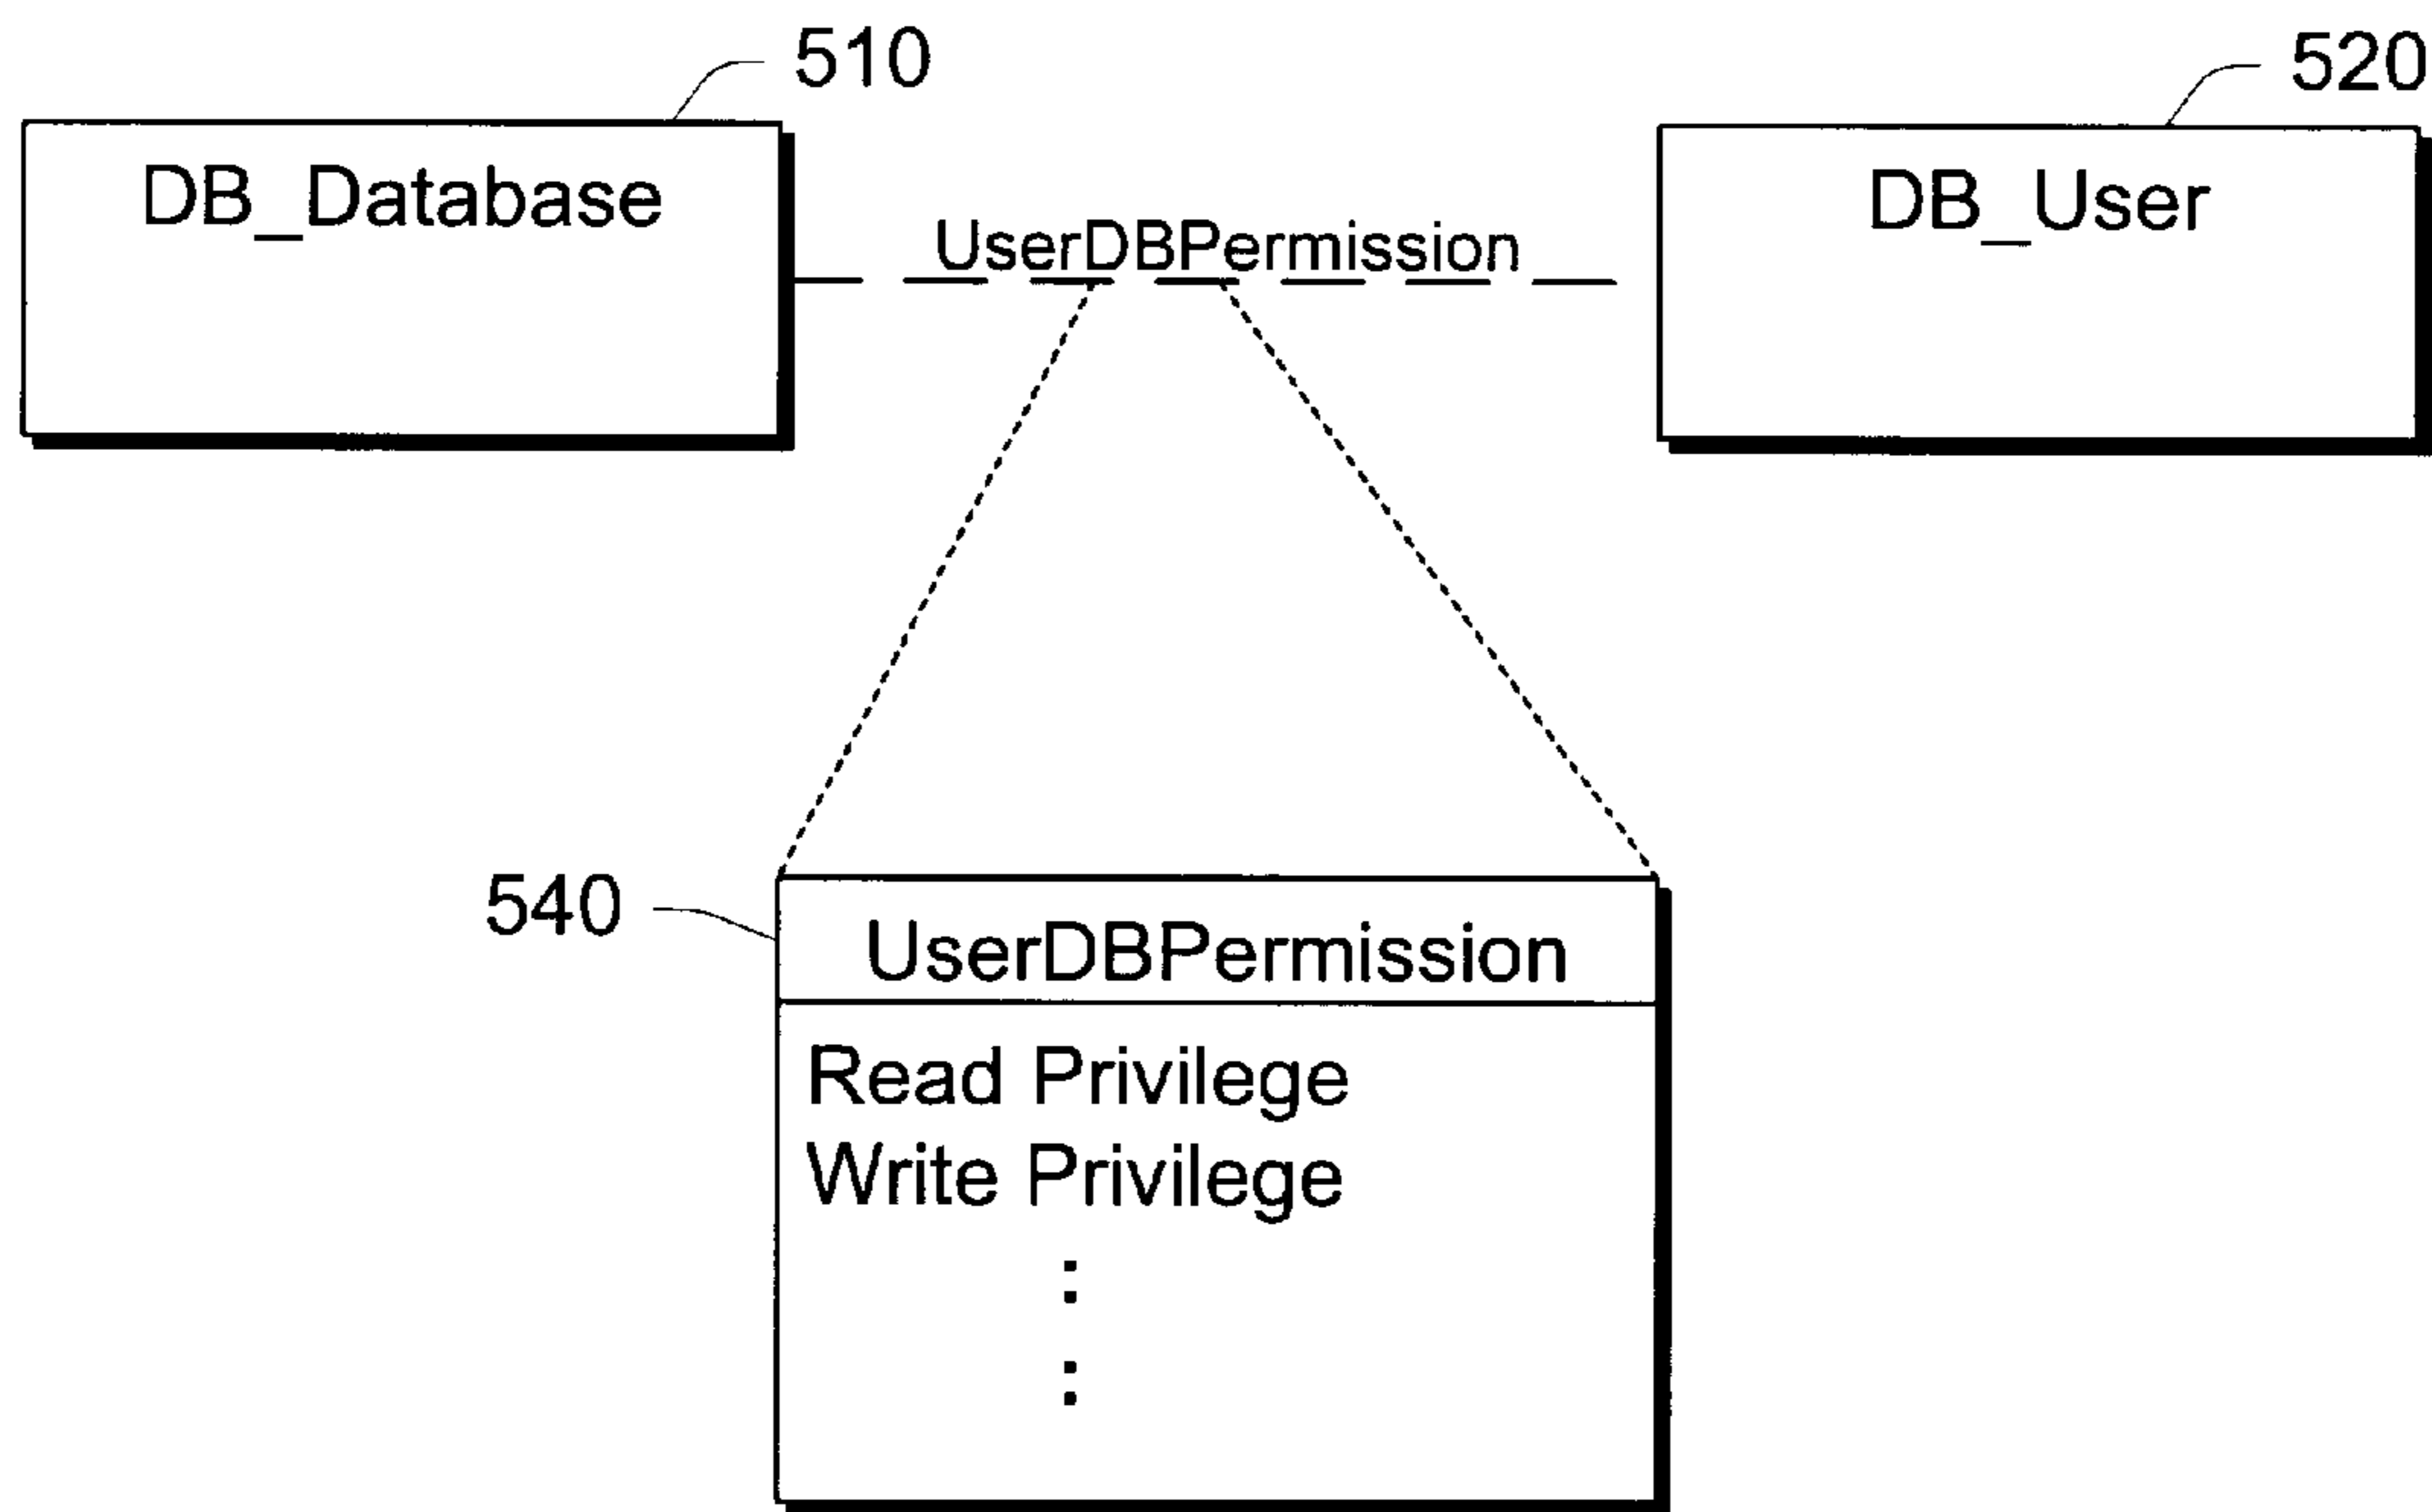 510
520
DB_Database
DB_User
UserDBPermission
540
UserDBPermission
Read Privilege
Write Privilege
:
: